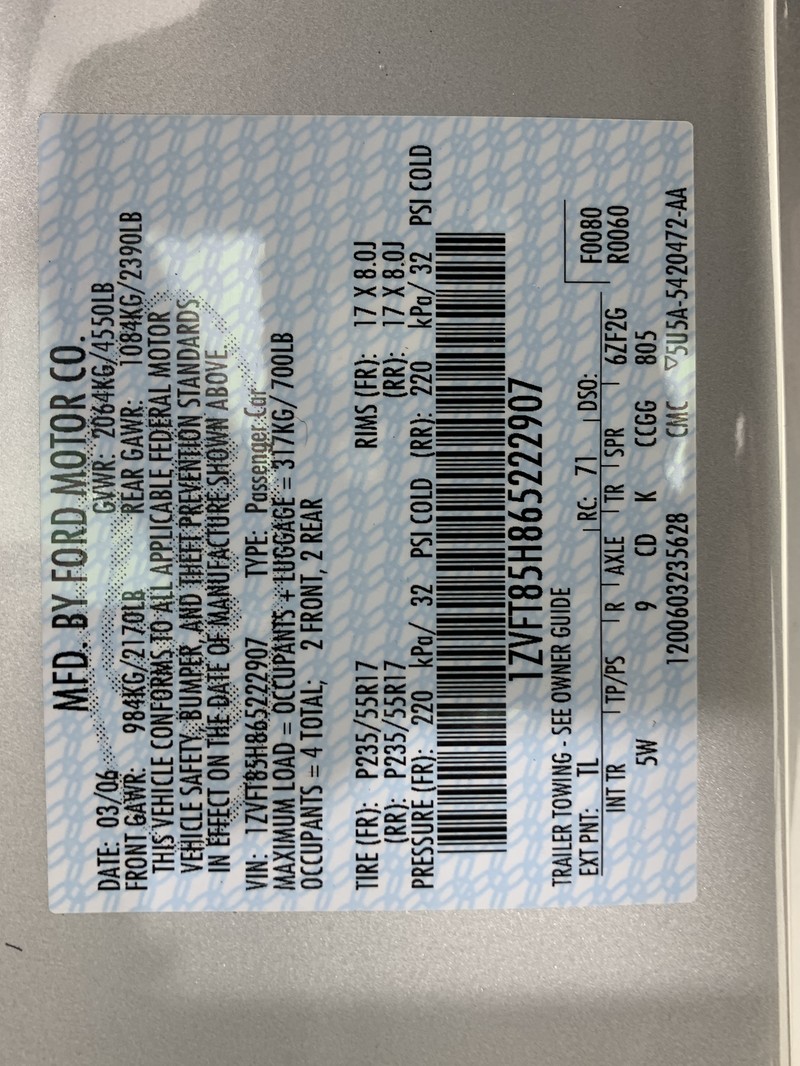 MFD. BY FORD MOTOR CO.
DATE: 03/06 GVWR: 2064KG/4550LB
FRONT GAWR: 984KG/2170LB REAR GAWR: 1084KG/2390LB
THIS VEHICLE CONFORMS TO ALL APPLICABLE FEDERAL MOTOR
VEHICLE SAFETY, BUMPER, AND THEFT PREVENTION STANDARDS
IN EFFECT ON THE DATE OF MANUFACTURE SHOWN ABOVE.
VIN: 1ZVFT85H865222907 TYPE: Passenger Car
MAXIMUM LOAD = OCCUPANTS + LUGGAGE = 317KG/700LB
OCCUPANTS = 4 TOTAL; 2 FRONT, 2 REAR
TIRE (FR): P235/55R17 RIMS (FR): 17 X 8.0J
(RR): P235/55R17 (RR): 17 X 8.0J
PRESSURE (FR): 220 kPa/ 32 PSI COLD (RR): 220 kPa/ 32 PSI COLD
1ZVFT85H865222907
TRAILER TOWING - SEE OWNER GUIDE
EXT PNT: TL RC: 71 DSO: F0080
INT TR TP/PS R AXLE TR SPR 6ZF2G R0060
5W 9 CD K CCGG 805
1200603235628 CMC ▽5U5A-5420472-AA